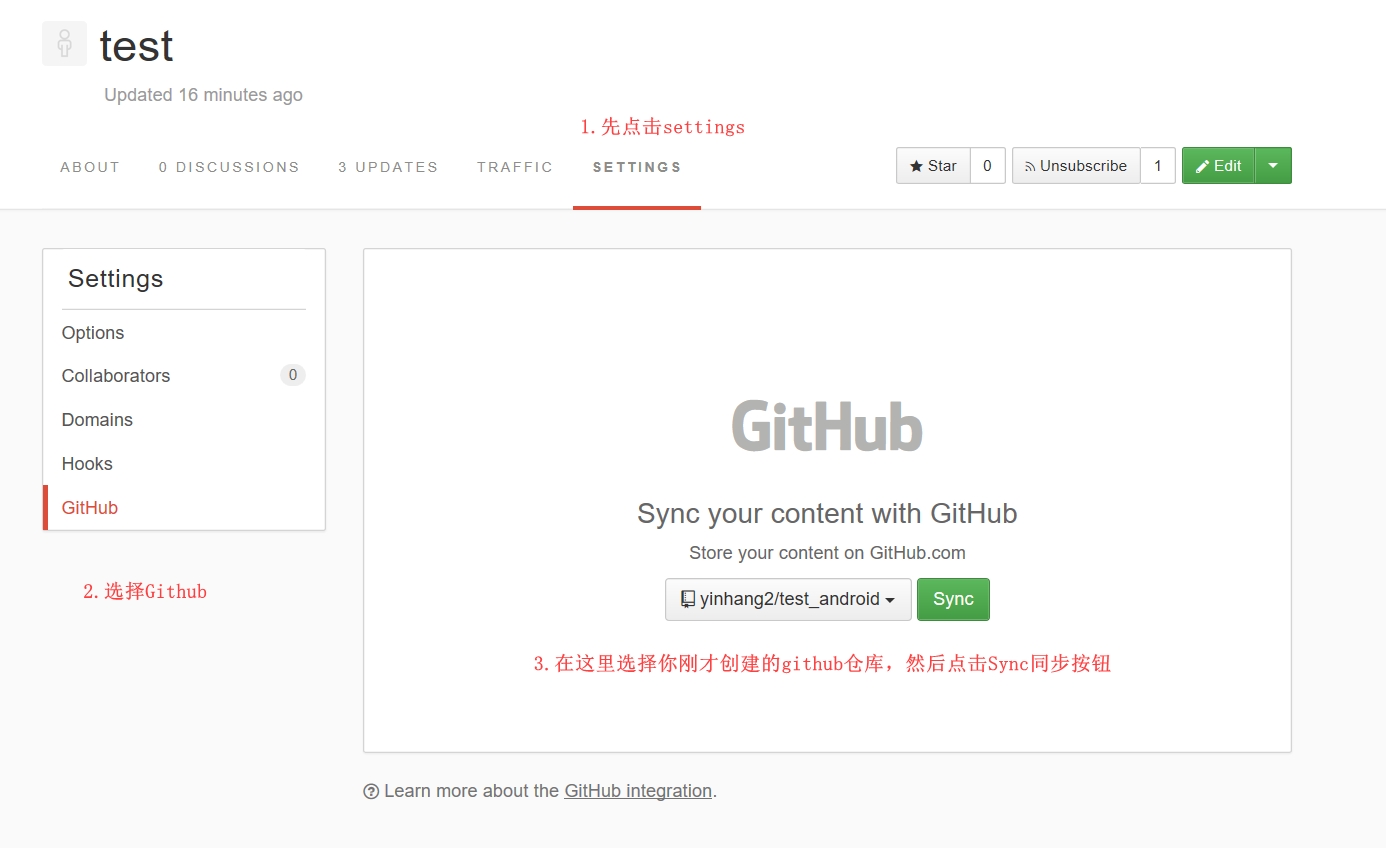 test
Updated 16 minutes ago
1.先点击settings
ABOUT 0 DISCUSSIONS 3 UPDATES TRAFFIC SETTINGS Star 0 Unsubscribe 1 Edit
Settings
Options
Collaborators 0
Domains
Hooks
GitHub
2.选择Github
GitHub
Sync your content with GitHub
Store your content on GitHub.com
yinhang2/test_android Sync
3.在这里选择你刚才创建的github仓库，然后点击Sync同步按钮
Learn more about the GitHub integration.